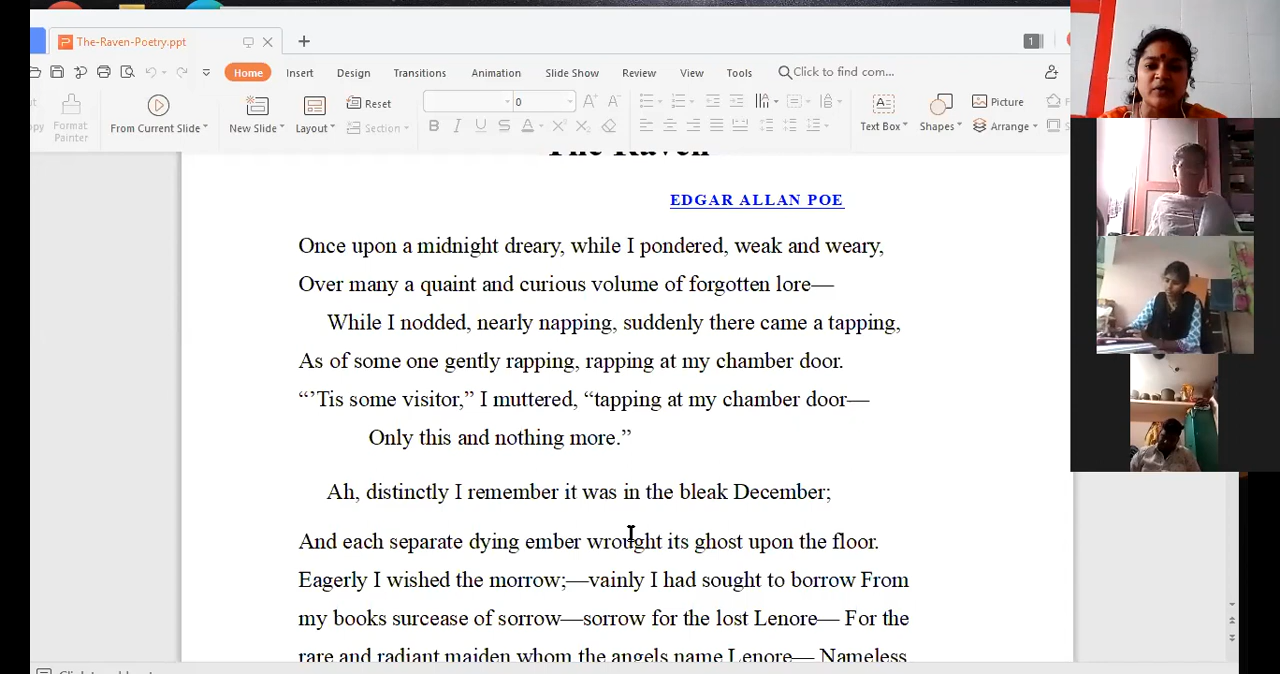 The-Raven-Poetry.ppt
1
Home Insert Design Transitions Animation Slide Show Review View Tools Click to find com...
Format
Painter
From Current Slide
New Slide
Layout
Reset
Section
0
B I U S A X² X₂
Text Box
Shapes
Picture
Arrange
The Raven
EDGAR ALLAN POE
Once upon a midnight dreary, while I pondered, weak and weary,
Over many a quaint and curious volume of forgotten lore—
While I nodded, nearly napping, suddenly there came a tapping,
As of some one gently rapping, rapping at my chamber door.
“’Tis some visitor,” I muttered, “tapping at my chamber door—
Only this and nothing more.”
Ah, distinctly I remember it was in the bleak December;
And each separate dying ember wrought its ghost upon the floor.
Eagerly I wished the morrow;—vainly I had sought to borrow From
my books surcease of sorrow—sorrow for the lost Lenore— For the
rare and radiant maiden whom the angels name Lenore— Nameless